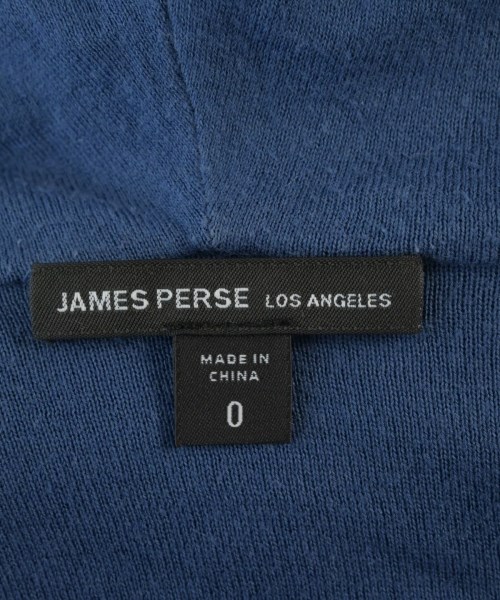 JAMES PERSE LOS ANGELES
MADE IN
CHINA
0